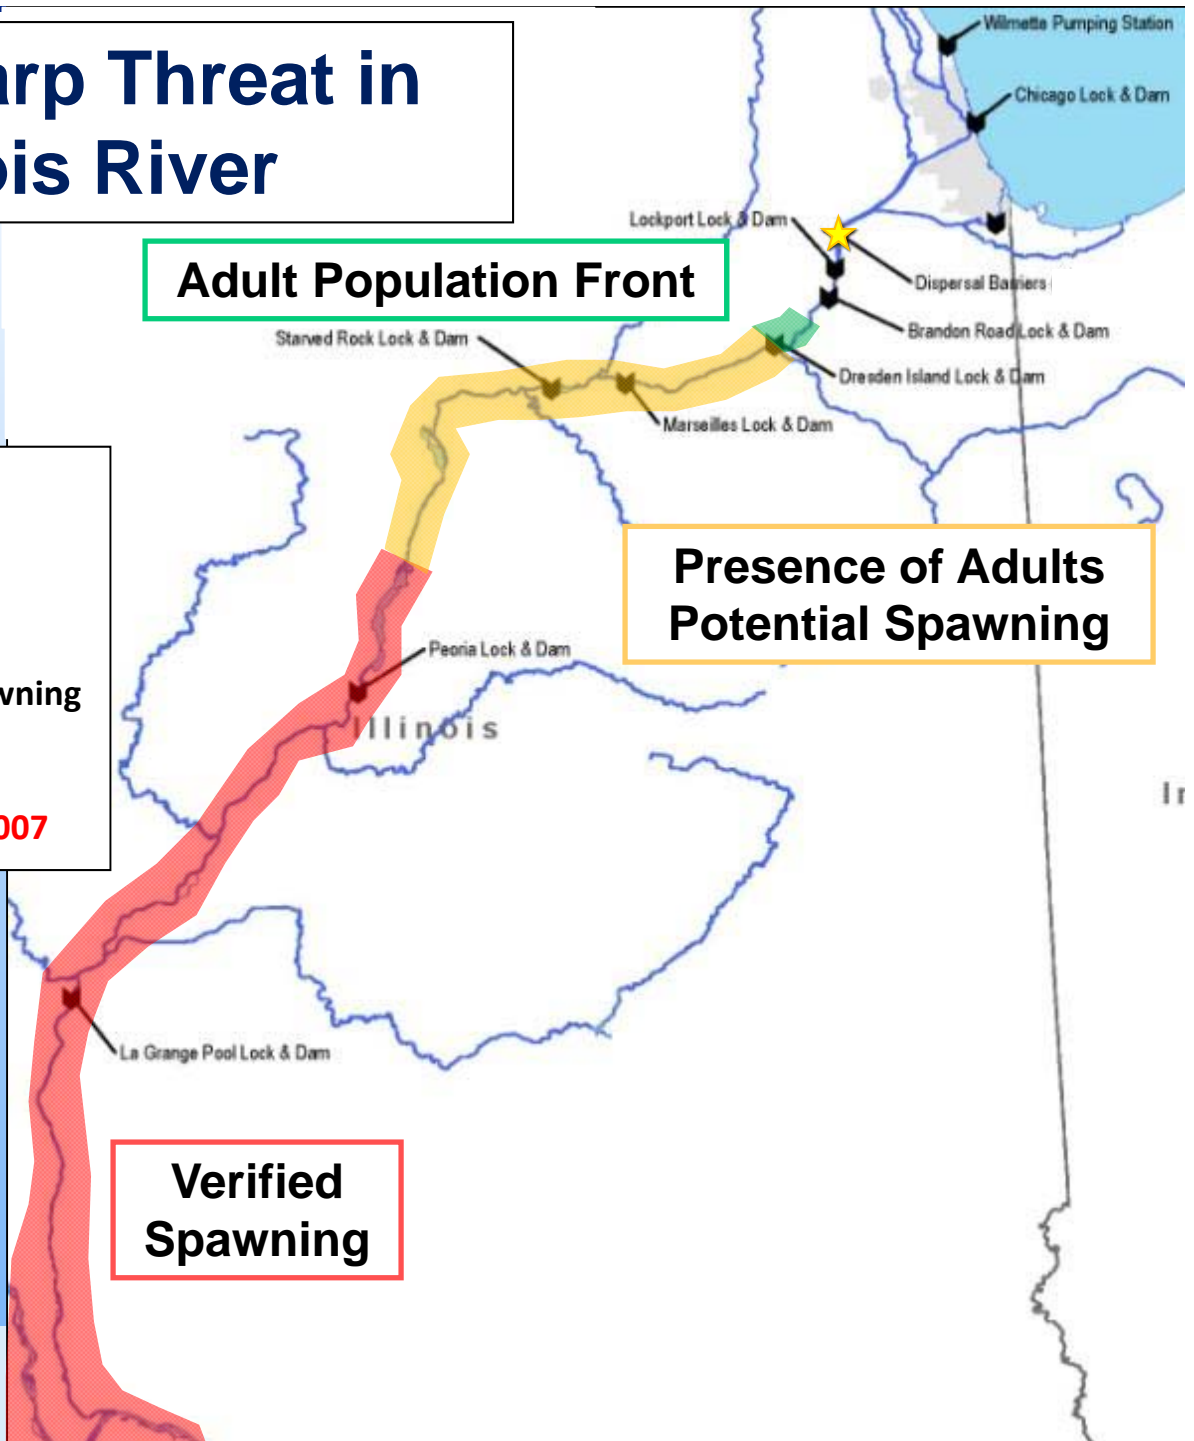 arp Threat in
ois River
Wilmette Pumping Station
Chicago Lock & Dam
Lockport Lock & Dam
Adult Population Front
Dispersal Barriers
Starved Rock Lock & Dam
Brandon Road Lock & Dam
Dresden Island Lock & Dam
Marseilles Lock & Dam
Presence of Adults
Potential Spawning
Peoria Lock & Dam
wning
Illinois
In
007
La Grange Pool Lock & Dam
Verified
Spawning